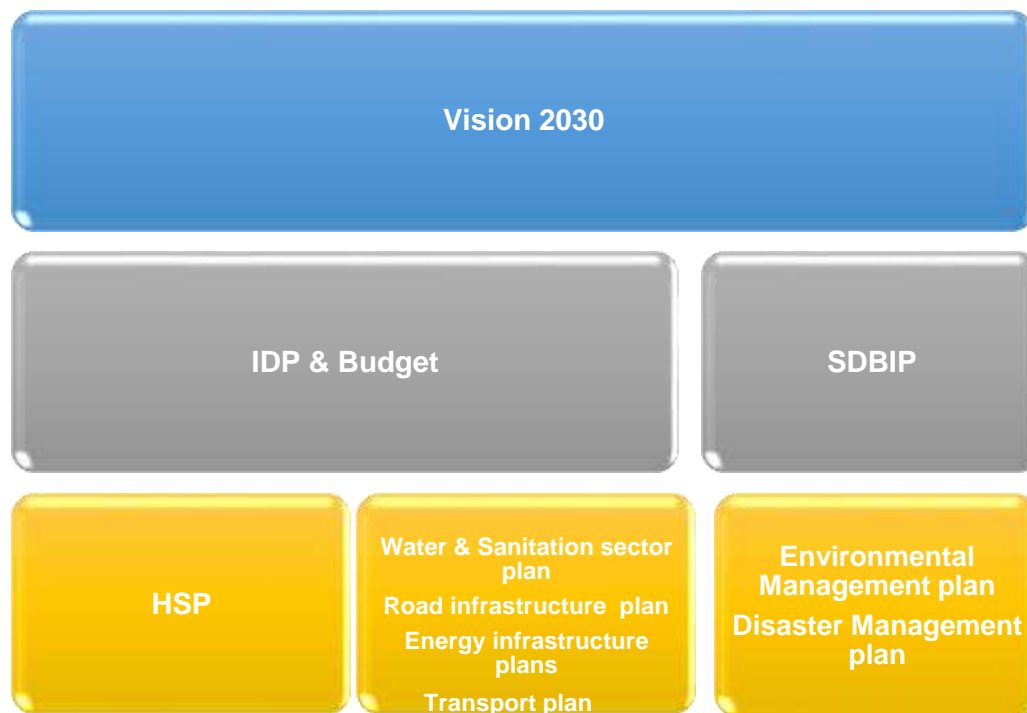 Vision 2030
IDP & Budget
SDBIP
HSP
Water & Sanitation sector
plan
Road infrastructure plan
Energy infrastructure
plans
Transport plan
Environmental
Management plan
Disaster Management
plan